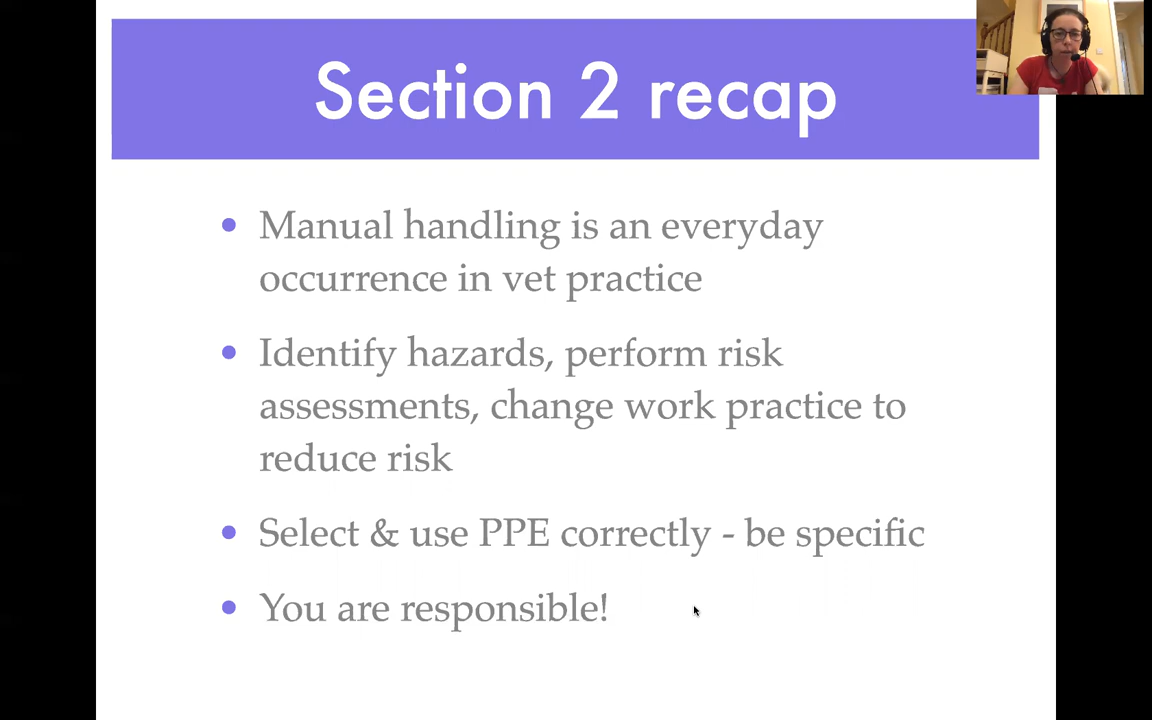 Section 2 recap
• Manual handling is an everyday
occurrence in vet practice
• Identify hazards, perform risk
assessments, change work practice to
reduce risk
• Select & use PPE correctly - be specific
• You are responsible!